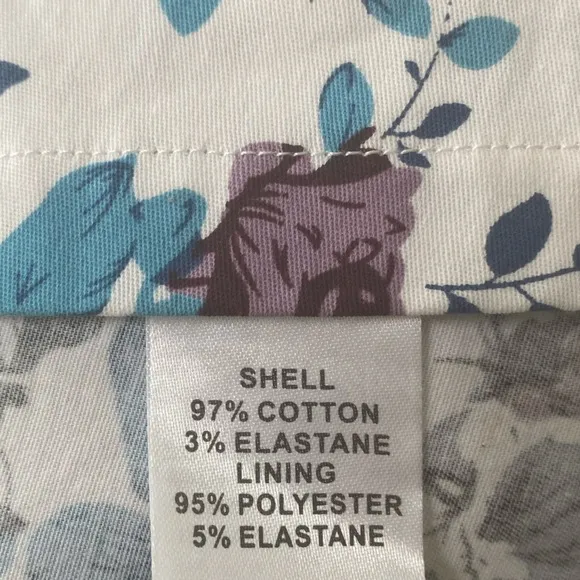 SHELL
97% COTTON
3% ELASTANE
LINING
95% POLYESTER
5% ELASTANE